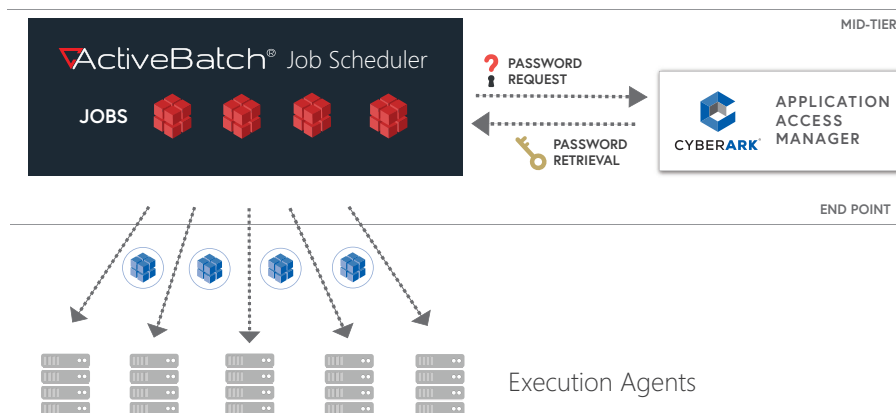 MID-TIER
ActiveBatch® Job Scheduler
JOBS
PASSWORD
REQUEST
PASSWORD
RETRIEVAL
CYBERARK®
APPLICATION
ACCESS
MANAGER
END POINT
Execution Agents